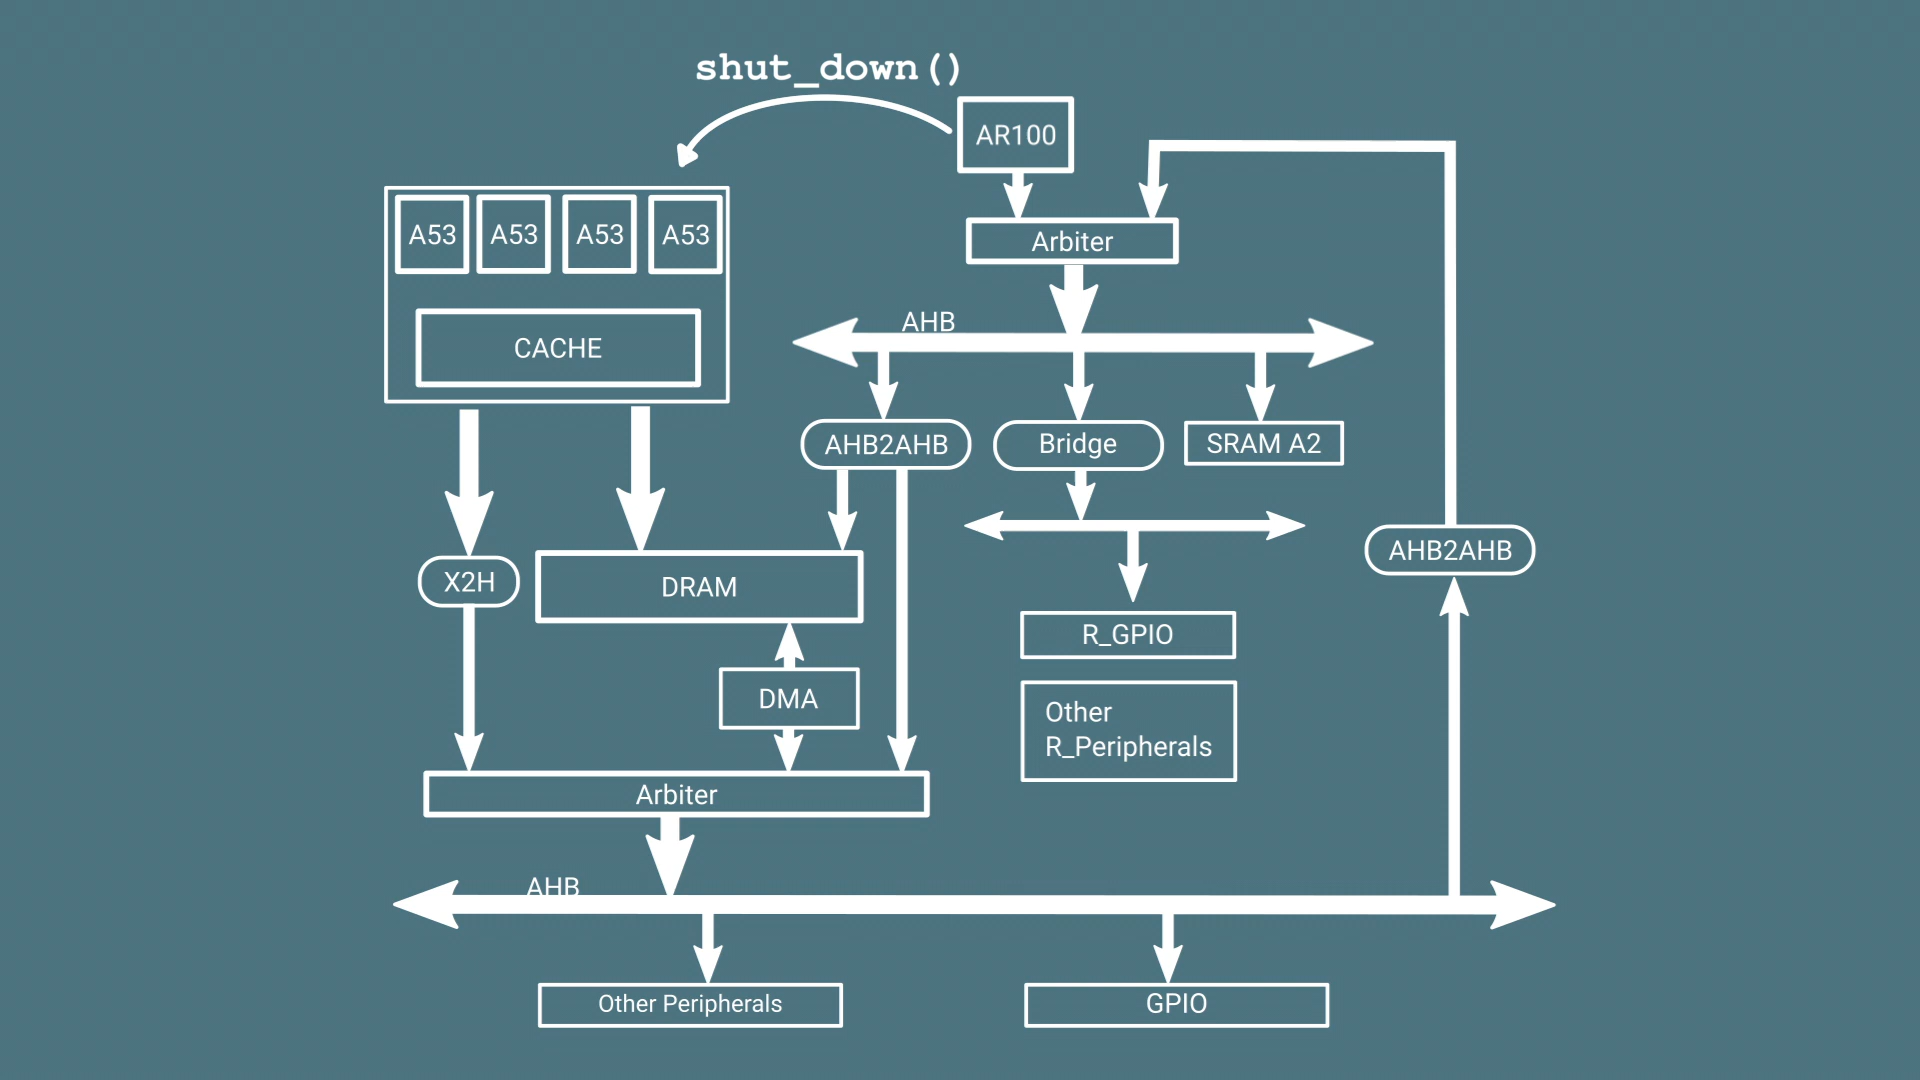 shut_down()
AR100
A53
A53
A53
A53
Arbiter
AHB
CACHE
AHB2AHB
Bridge
SRAM A2
AHB2AHB
X2H
DRAM
R_GPIO
DMA
Other
R_Peripherals
Arbiter
AHB
Other Peripherals
GPIO